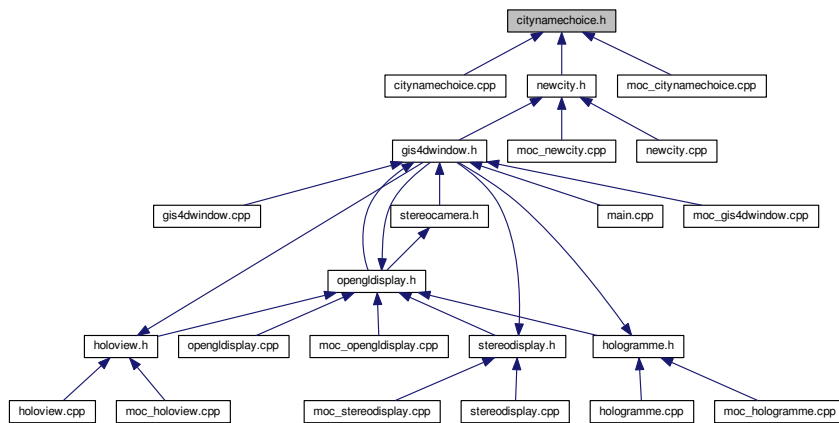 citynamechoice.h
citynamechoice.cpp
newcity.h
moc_citynamechoice.cpp
gis4dwindow.h
moc_newcity.cpp
newcity.cpp
gis4dwindow.cpp
stereocamera.h
main.cpp
moc_gis4dwindow.cpp
opengldisplay.h
holoview.h
opengldisplay.cpp
moc_opengldisplay.cpp
stereodisplay.h
hologramme.h
holoview.cpp
moc_holoview.cpp
moc_stereodisplay.cpp
stereodisplay.cpp
hologramme.cpp
moc_hologramme.cpp